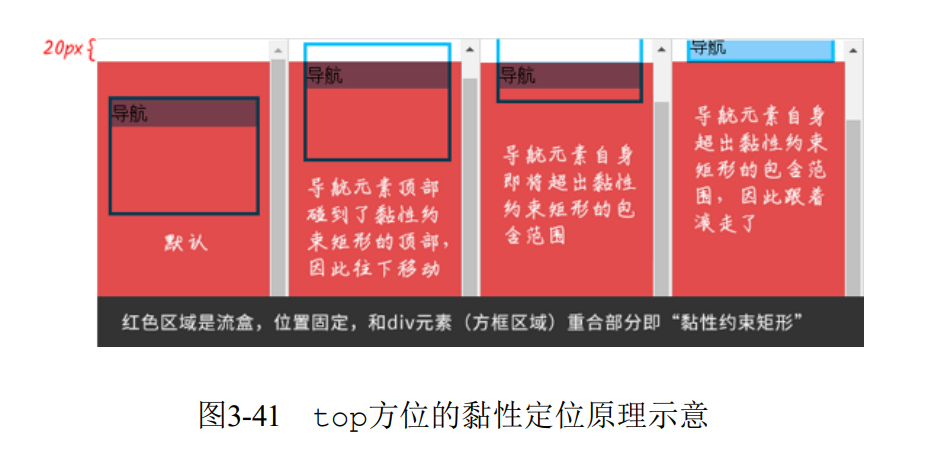 20px{
导航
默认
导航
导航元素顶部
碰到了黏性约
束矩形的顶部，
因此往下移动
导航
导航元素自身
即将超出黏性
约束矩形的包
含范围
导航
导航元素自身
超出黏性约束
矩形的包含范
围，因此跟着
滚走了
红色区域是流盒，位置固定，和div元素（方框区域）重合部分即“黏性约束矩形”
图3-41 top方位的黏性定位原理示意